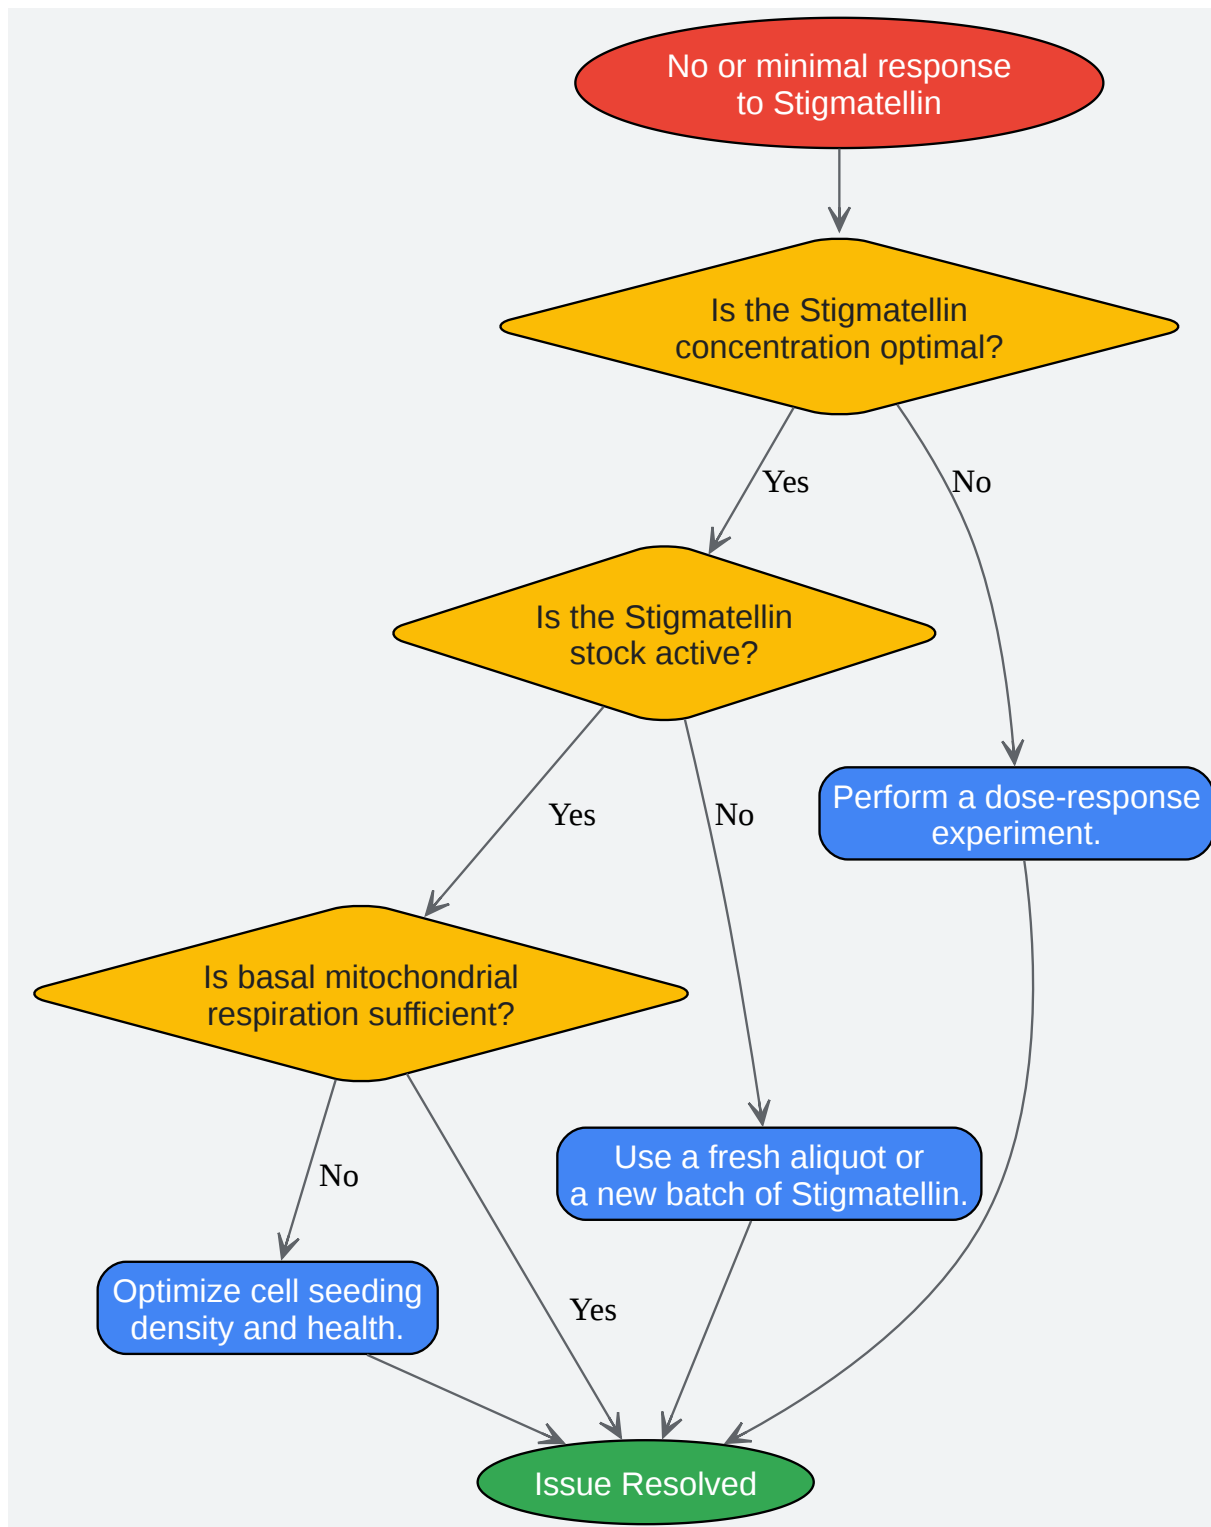 No or minimal response
to Stigmatellin
Is the Stigmatellin
concentration optimal?
Yes
No
Is the Stigmatellin
stock active?
Perform a dose-response
experiment.
Yes
No
Is basal mitochondrial
respiration sufficient?
Use a fresh aliquot or
a new batch of Stigmatellin.
No
Optimize cell seeding
density and health.
Yes
Issue Resolved